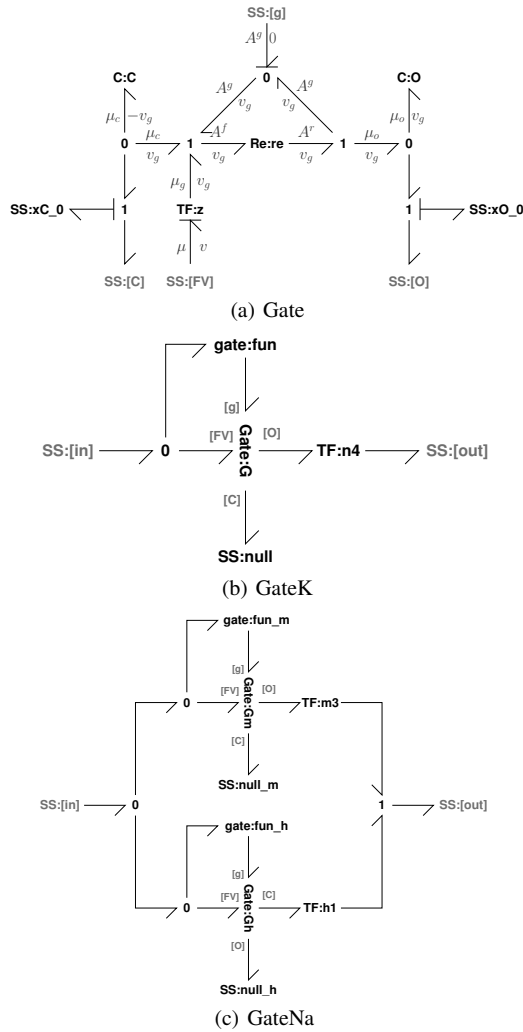 SS:[g]
A^g 0
C:C 0 C:O
A^g A^g
μ_c −v_g v_g v_g μ_o v_g
0 μ_c 1 A^f Re:re A^r 1 μ_o 0
v_g v_g v_g v_g
μ_g v_g
SS:xC_0 1 TF:z 1 SS:xO_0
μ v
SS:[C] SS:[FV] SS:[O]
(a) Gate
gate:fun
[g]
SS:[in] 0 [FV] Gate:G [O] TF:n4 SS:[out]
[C]
SS:null
(b) GateK
gate:fun_m
[g]
0 [FV] Gate:Gm [O] TF:m3
[C]
SS:null_m
SS:[in] 0 1 SS:[out]
gate:fun_h
[g]
0 [FV] Gate:Gh [C] TF:h1
[O]
SS:null_h
(c) GateNa